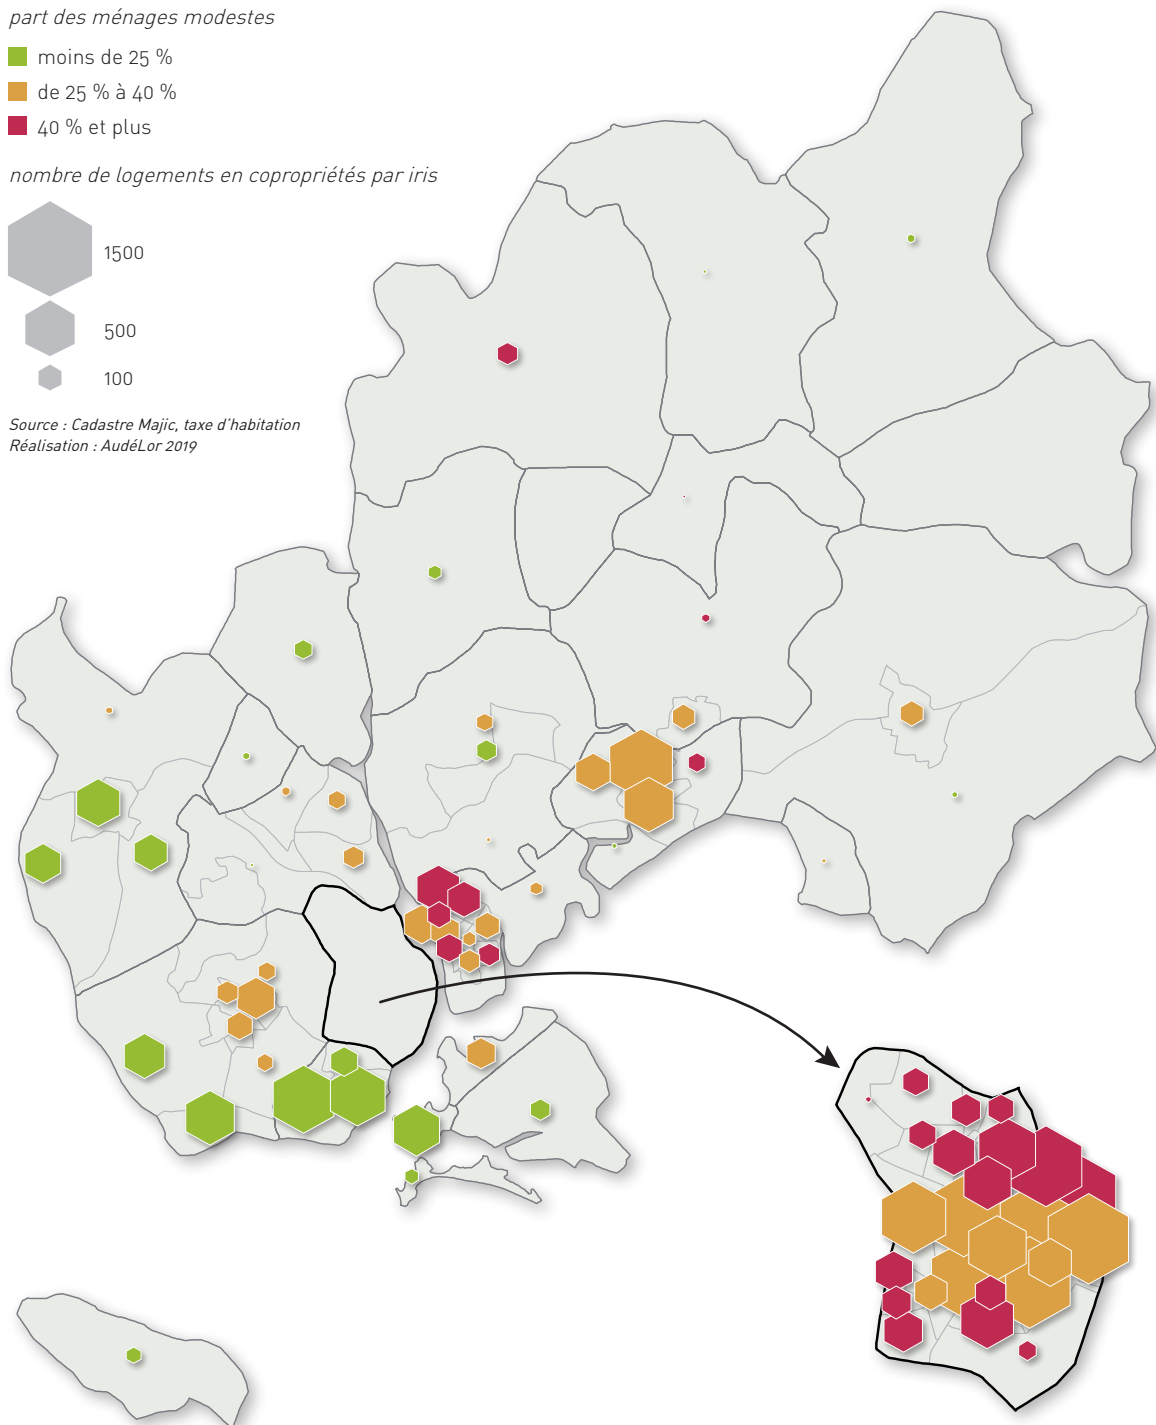 part des ménages modestes
moins de 25 %
de 25 % à 40 %
40 % et plus
nombre de logements en copropriétés par iris
1500
500
100
Source : Cadastre Majic, taxe d'habitation
Réalisation : AudéLor 2019